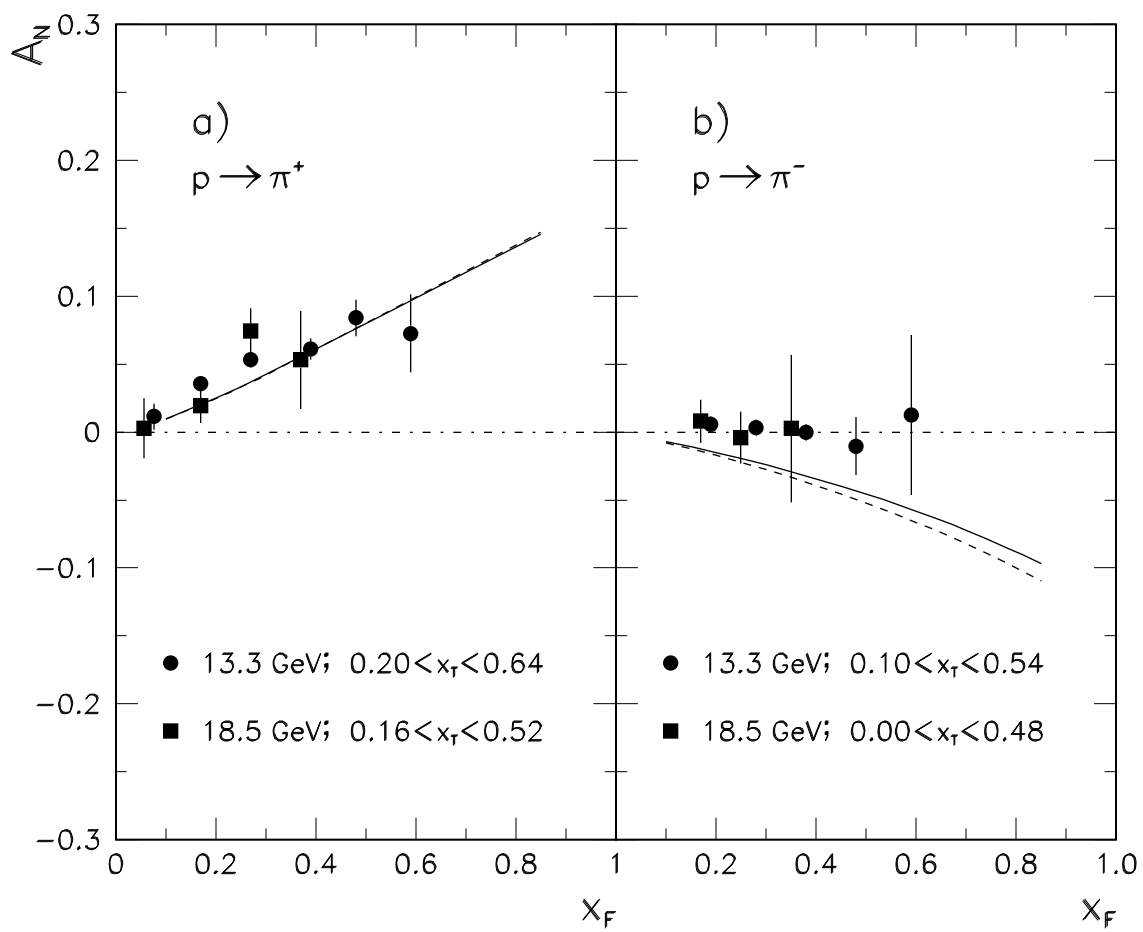 A_N
0.3
0.2
0.1
0
−0.1
−0.2
−0.3
a)
p → π⁺
13.3 GeV; 0.20<x_T<0.64
18.5 GeV; 0.16<x_T<0.52
b)
p → π⁻
13.3 GeV; 0.10<x_T<0.54
18.5 GeV; 0.00<x_T<0.48
0 0.2 0.4 0.6 0.8 1 0.2 0.4 0.6 0.8 1.0
x_F x_F